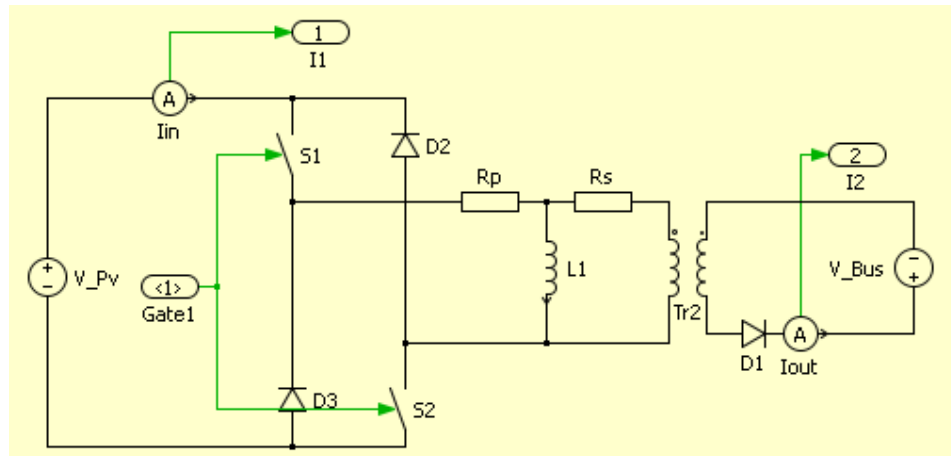 1
I1
A
Iin
S1
D2
2
I2
Rp
Rs
+
-
V_Pv
<1>
Gate1
L1
Tr2
V_Bus
-
+
D1
A
Iout
D3
S2